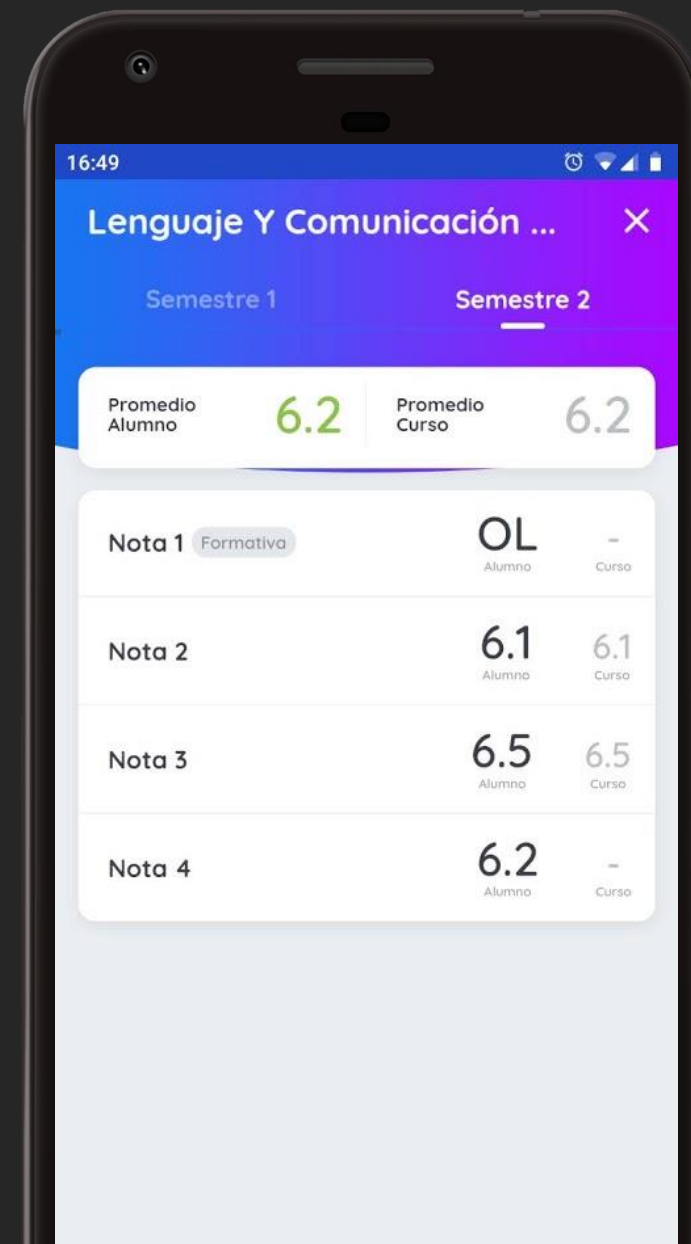 16:49
Lenguaje Y Comunicación ...
Semestre 1 Semestre 2
Promedio Alumno 6.2 Promedio Curso 6.2
Nota 1 Formativa OL Alumno - Curso
Nota 2 6.1 Alumno 6.1 Curso
Nota 3 6.5 Alumno 6.5 Curso
Nota 4 6.2 Alumno - Curso